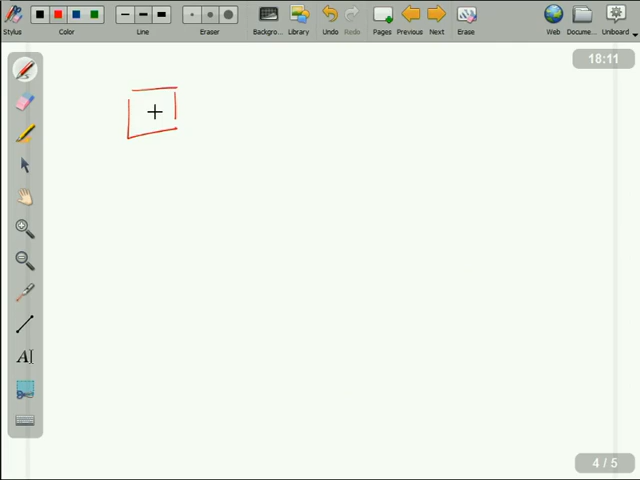 Stylus Color Line Eraser Backgro... Library Undo Redo Pages Previous Next Erase Web Docume... Uniboard
18:11
AI
4 / 5